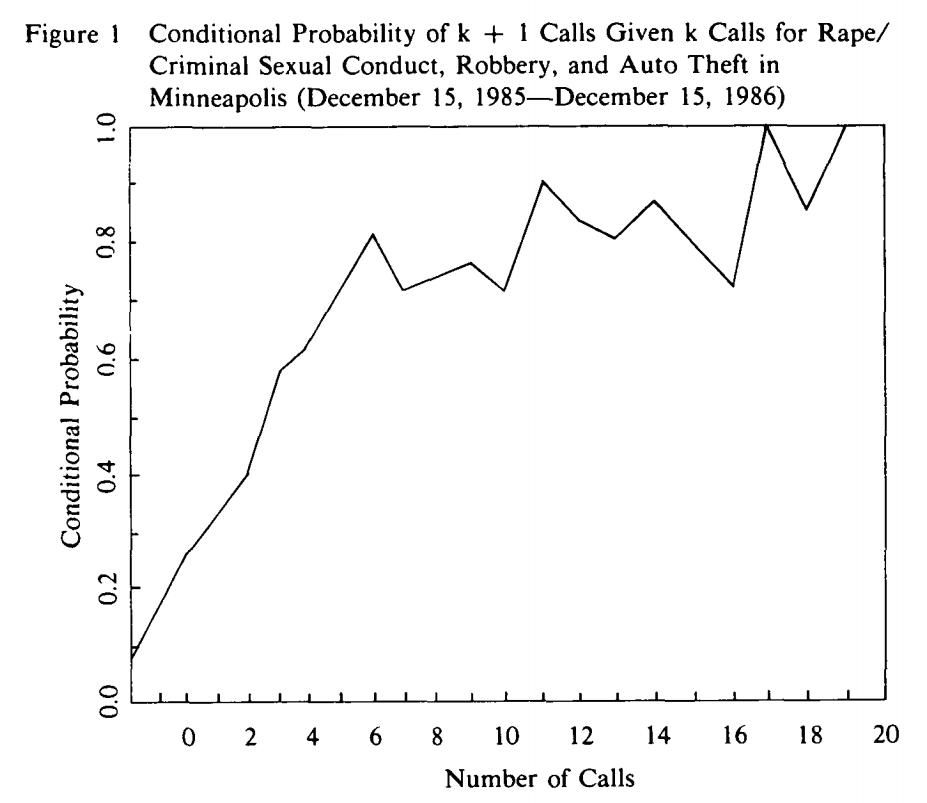 Figure 1 Conditional Probability of k + 1 Calls Given k Calls for Rape/
Criminal Sexual Conduct, Robbery, and Auto Theft in
Minneapolis (December 15, 1985—December 15, 1986)
1.0
0.8
0.6
0.4
0.2
0.0
Conditional Probability
0 2 4 6 8 10 12 14 16 18 20
Number of Calls